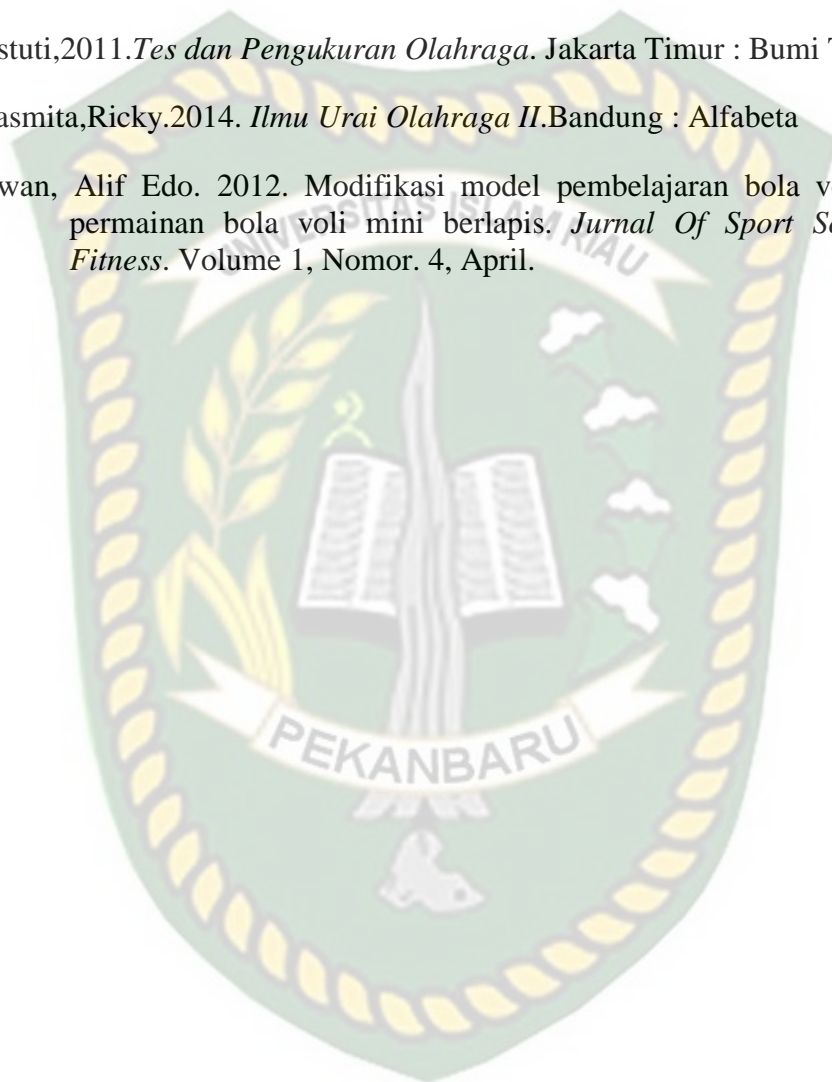 stuti,2011.Tes dan Pengukuran Olahraga. Jakarta Timur : Bumi T
asmita,Ricky.2014. Ilmu Urai Olahraga II.Bandung : Alfabeta
wan, Alif Edo. 2012. Modifikasi model pembelajaran bola vo
permainan bola voli mini berlapis. Jurnal Of Sport Sc
Fitness. Volume 1, Nomor. 4, April.
UNIVERSITAS ISLAM RIAU
PEKANBARU